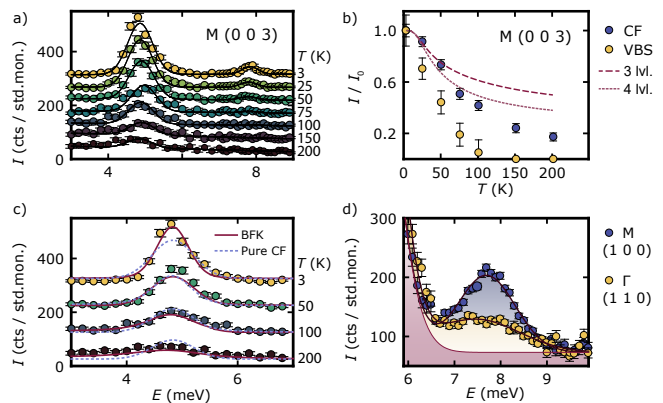 a)
M (0 0 3)
T (K)
400
200
0
I (cts / std.mon.)
3
25
50
75
100
150
200
4
6
8
b)
M (0 0 3)
1.2
0.9
0.6
0.3
I / I₀
0
50
100
150
200
T (K)
CF
VBS
3 lvl.
4 lvl.
c)
BFK
Pure CF
T (K)
400
200
0
I (cts / std.mon.)
3
50
100
200
4
6
E (meV)
d)
300
200
100
I (cts / std.mon.)
6
7
8
9
E (meV)
M
(1 0 0)
Γ
(1 1 0)